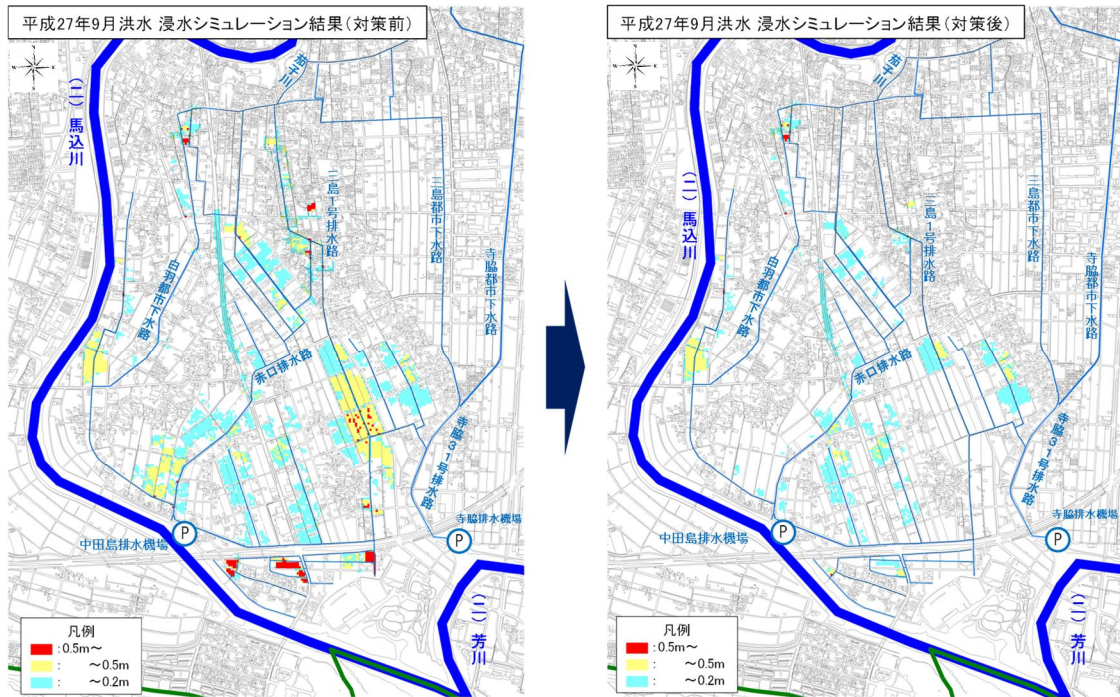 平成27年9月洪水 浸水シミュレーション結果(対策前)
N
W
E
S
茄子川
(二)馬込川
三島1号排水路
三島都市下水路
寺脇都市下水路
白羽都市下水路
赤口排水路
寺脇31号排水路
P
中田島排水機場
寺脇排水機場
P
(二)芳川
凡例
:0.5m~
: ~0.5m
: ~0.2m
平成27年9月洪水 浸水シミュレーション結果(対策後)
N
W
E
S
茄子川
(二)馬込川
三島1号排水路
三島都市下水路
寺脇都市下水路
白羽都市下水路
赤口排水路
寺脇31号排水路
P
中田島排水機場
寺脇排水機場
P
(二)芳川
凡例
:0.5m~
: ~0.5m
: ~0.2m